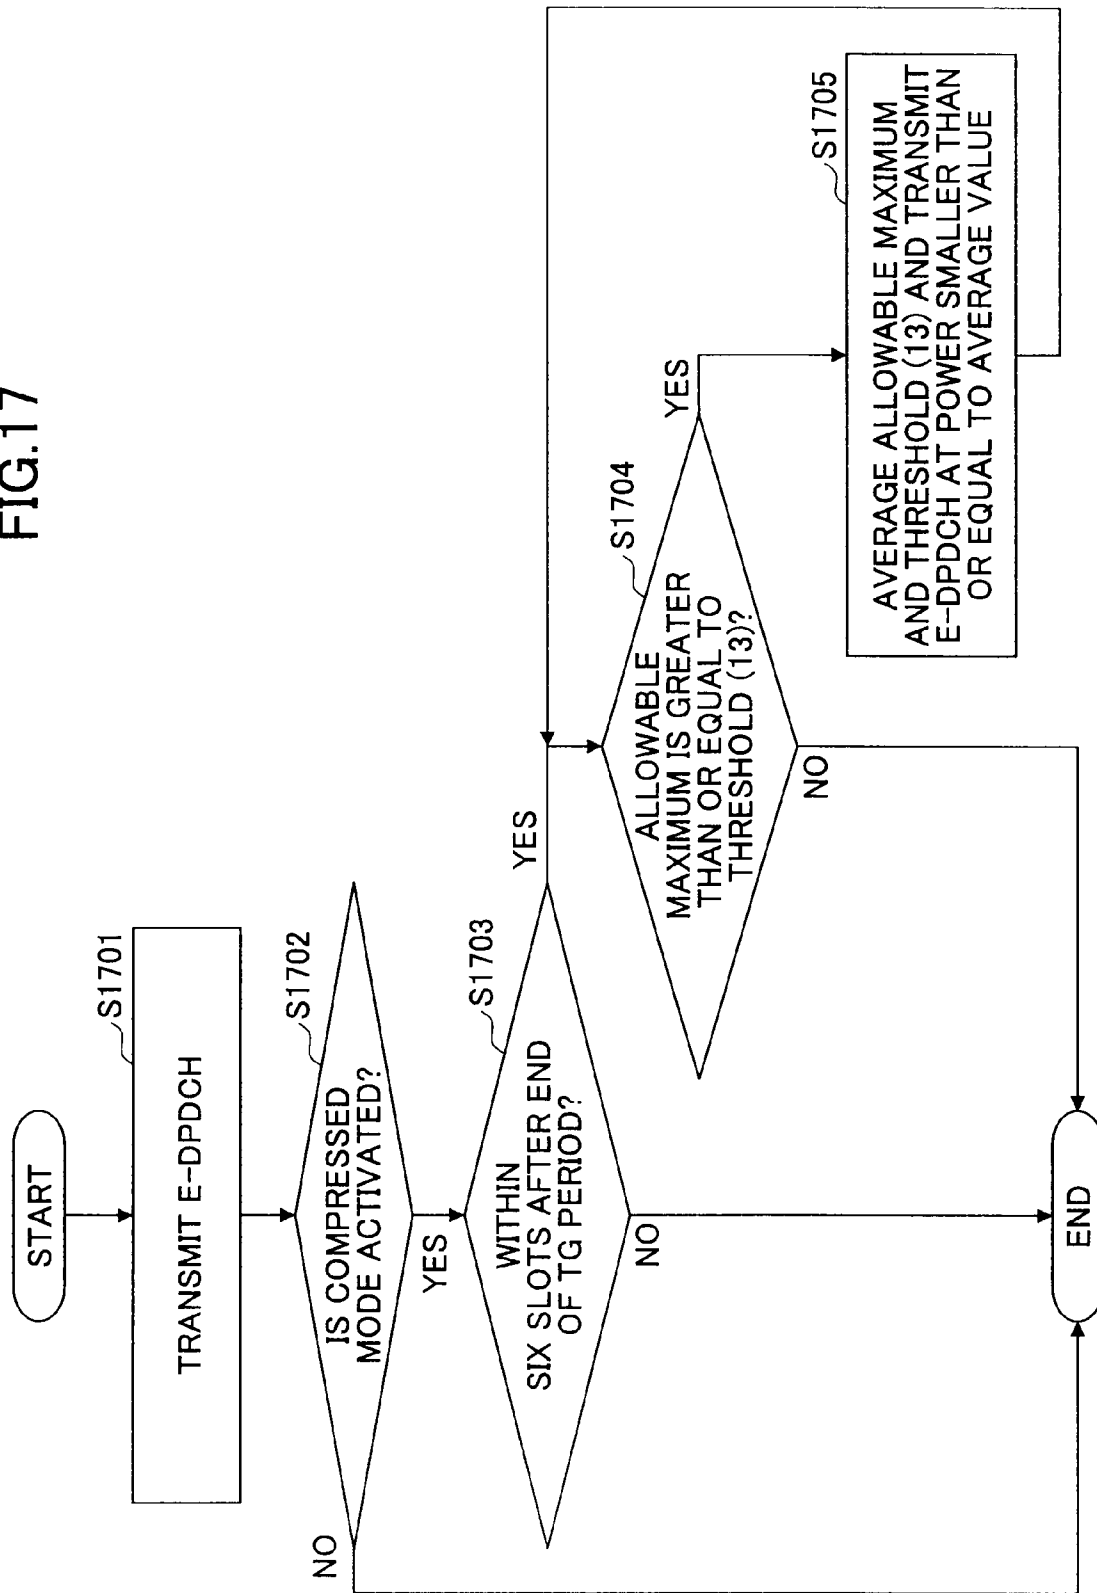 FIG.17
START
S1701
TRANSMIT E-DPDCH
S1702
IS COMPRESSED
MODE ACTIVATED?
NO
YES
S1703
WITHIN
SIX SLOTS AFTER END
OF TG PERIOD?
YES
NO
S1704
ALLOWABLE
MAXIMUM IS GREATER
THAN OR EQUAL TO
THRESHOLD (13)?
YES
NO
S1705
AVERAGE ALLOWABLE MAXIMUM
AND THRESHOLD (13) AND TRANSMIT
E-DPDCH AT POWER SMALLER THAN
OR EQUAL TO AVERAGE VALUE
END